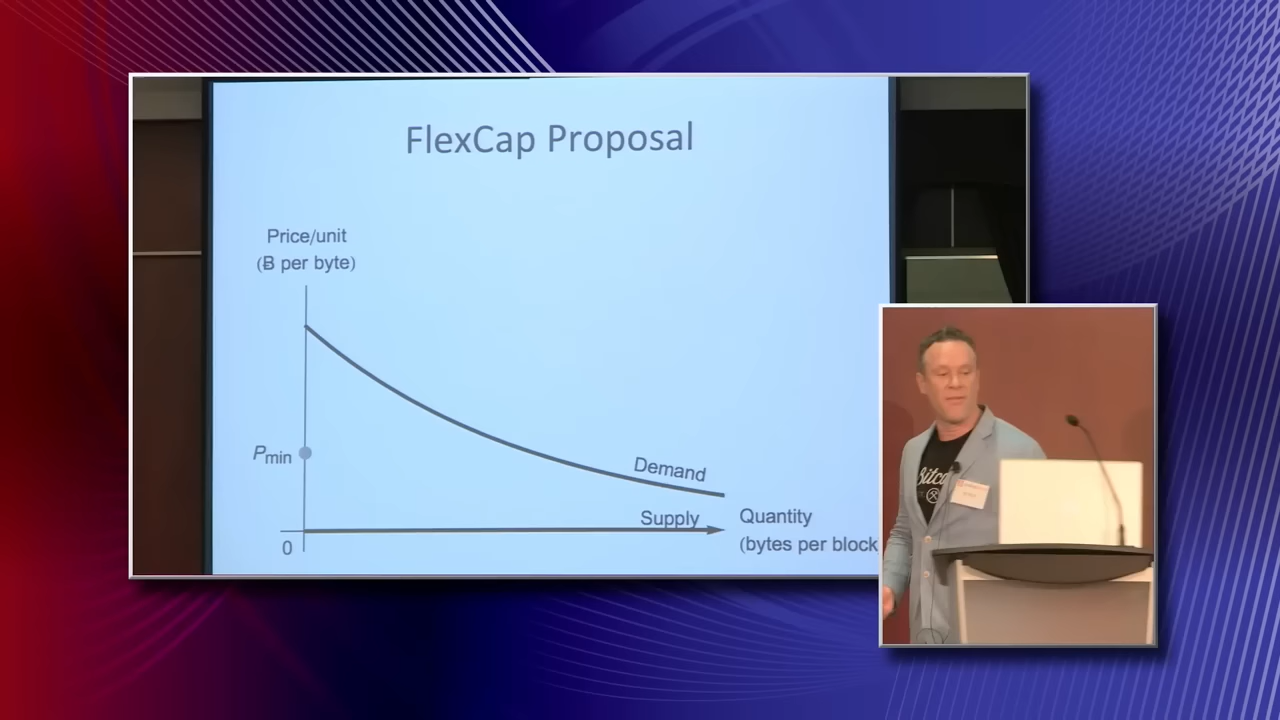 FlexCap Proposal
Price/unit
(Ƀ per byte)
Pmin
Demand
Supply
Quantity
(bytes per block
0